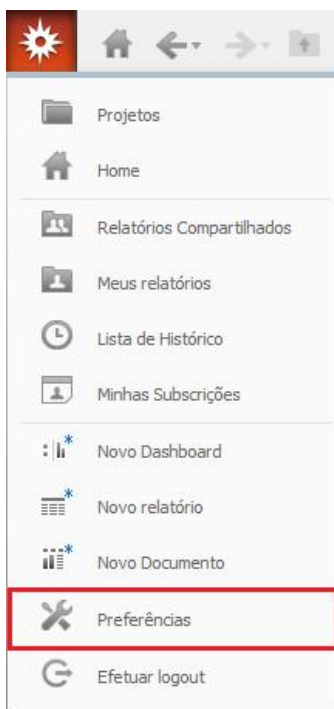 Projetos
Home
Relatórios Compartilhados
Meus relatórios
Lista de Histórico
Minhas Subscrições
Novo Dashboard
Novo relatório
Novo Documento
Preferências
Efetuar logout